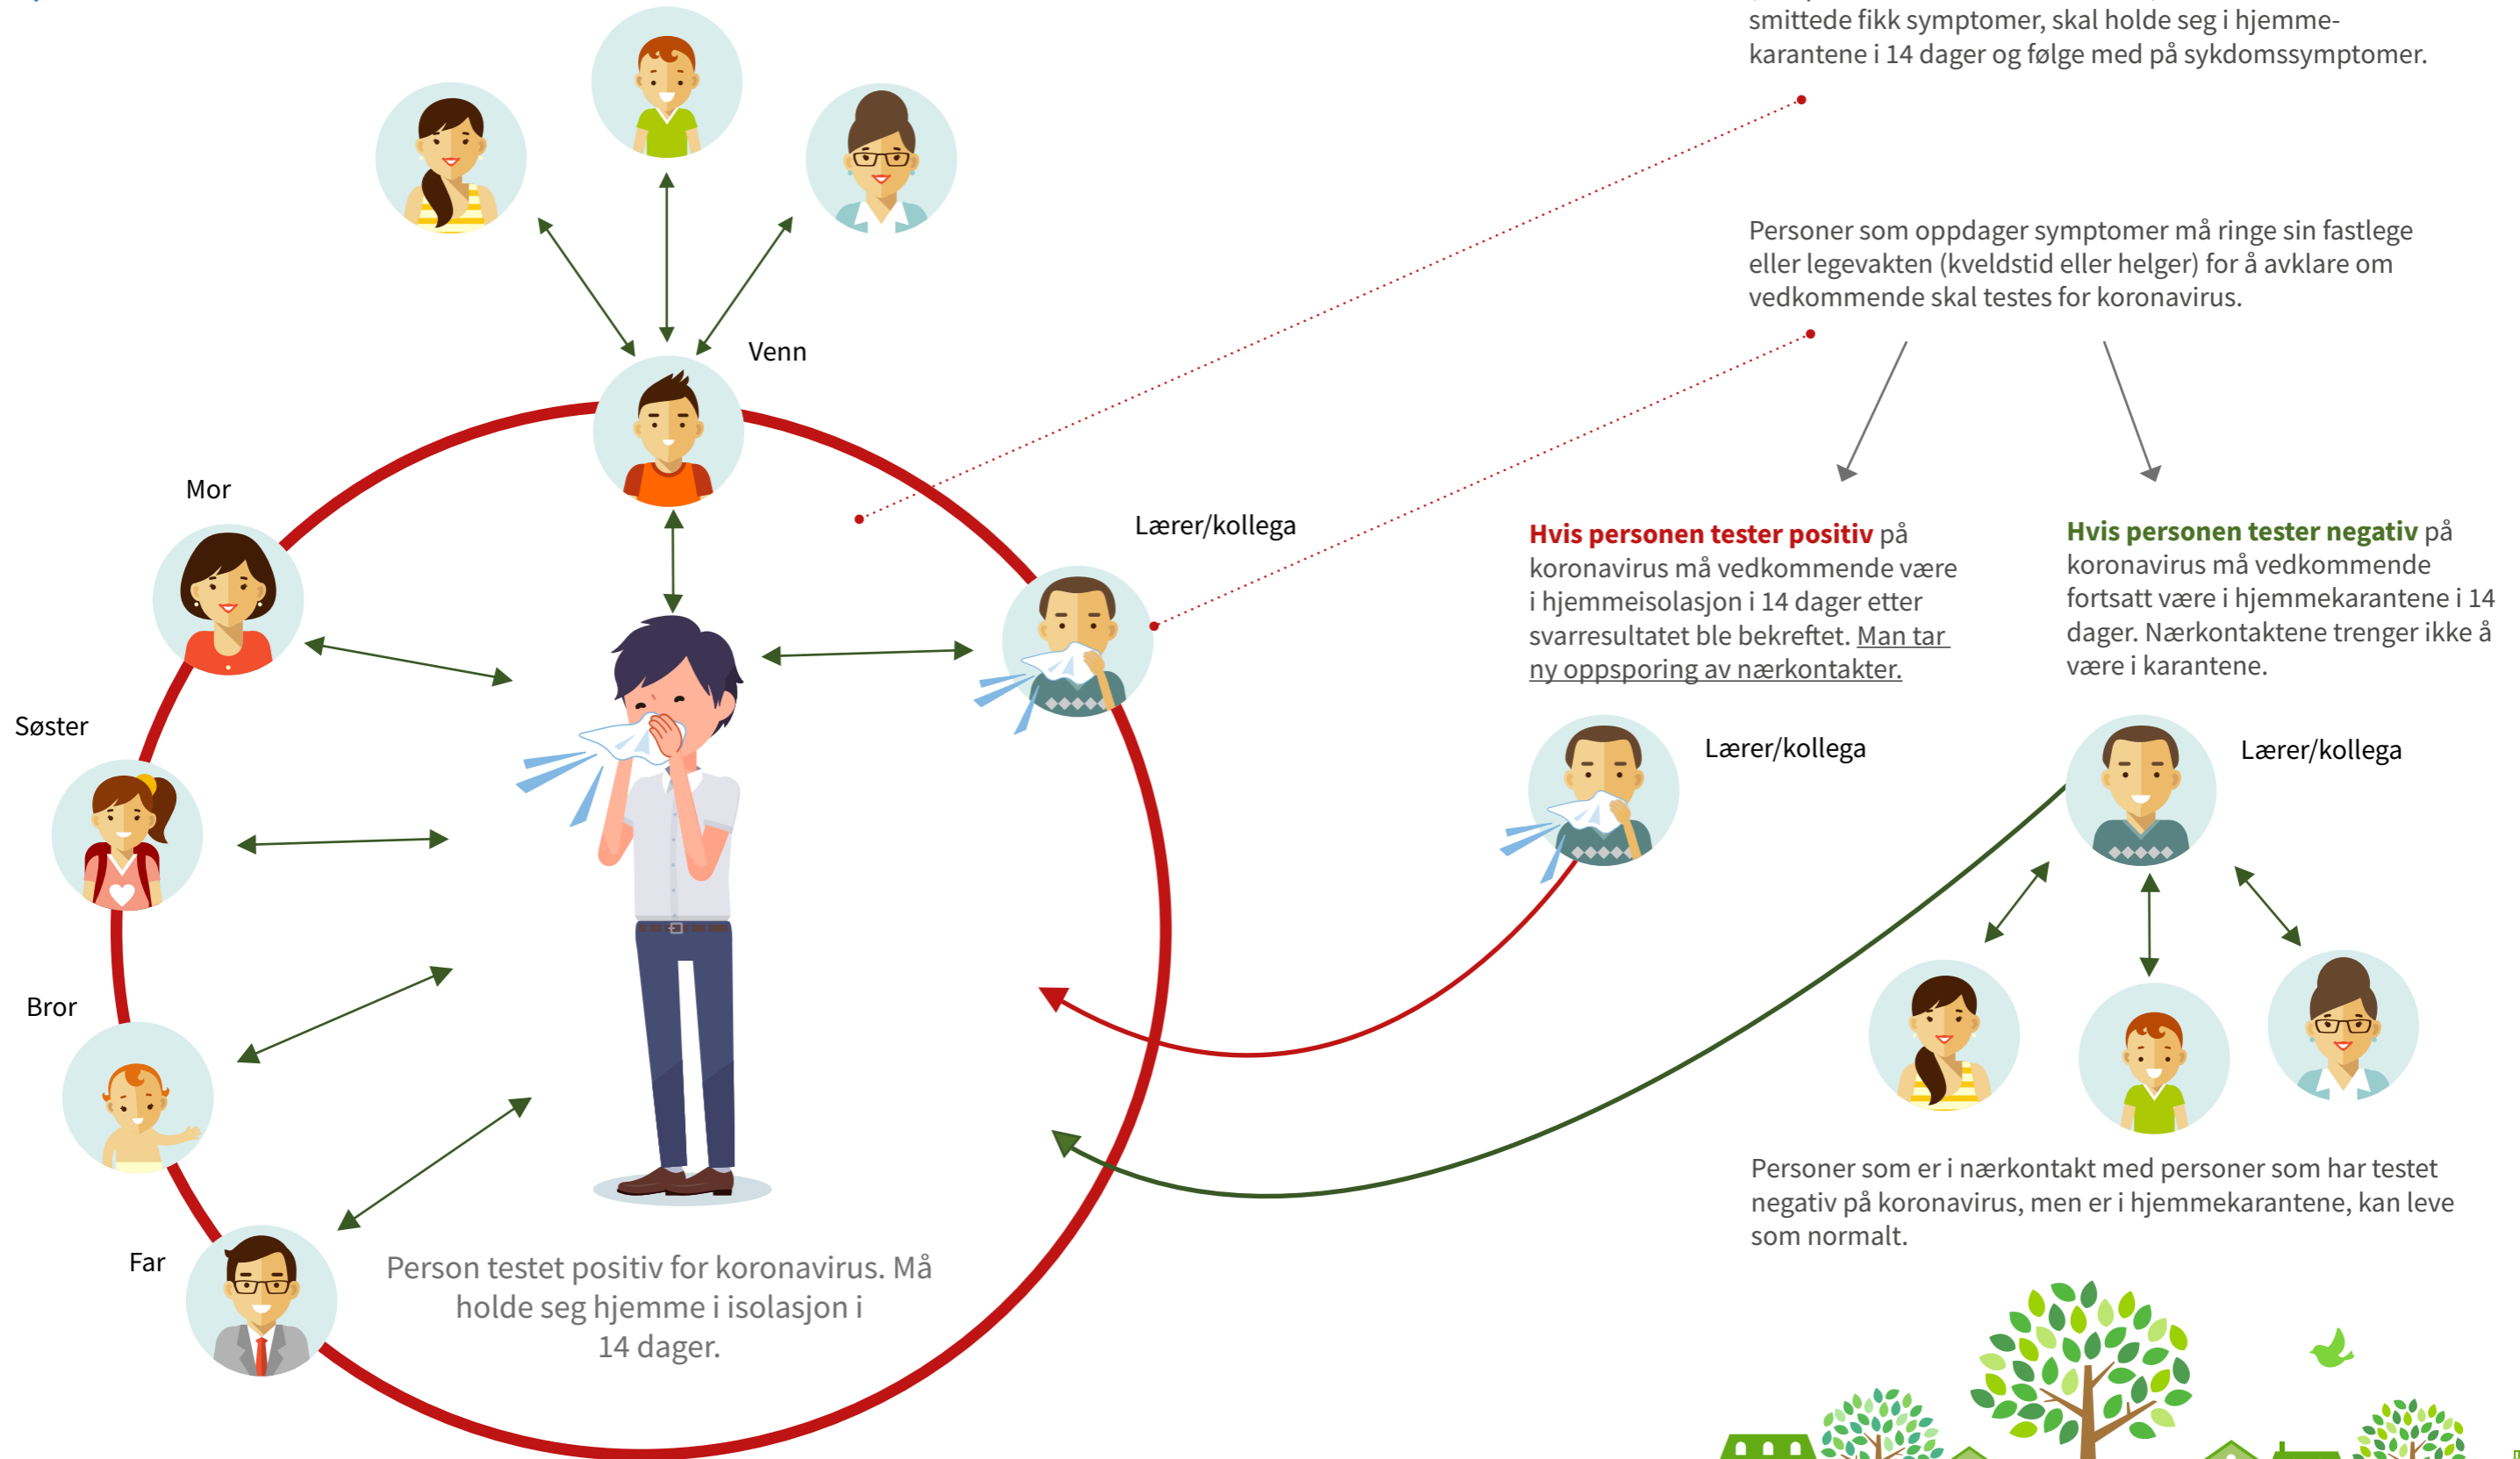 smittede fikk symptomer, skal holde seg i hjemme-
karantene i 14 dager og følge med på sykdomssymptomer.
Personer som oppdager symptomer må ringe sin fastlege
eller legevakten (kveldstid eller helger) for å avklare om
vedkommende skal testes for koronavirus.
Venn
Mor
Lærer/kollega
Søster
Bror
Far
Hvis personen tester positiv på
koronavirus må vedkommende være
i hjemmeisolasjon i 14 dager etter
svarresultatet ble bekreftet. Man tar
ny oppsporing av nærkontakter.
Hvis personen tester negativ på
koronavirus må vedkommende
fortsatt være i hjemmekarantene i 14
dager. Nærkontaktene trenger ikke å
være i karantene.
Lærer/kollega
Lærer/kollega
Personer som er i nærkontakt med personer som har testet
negativ på koronavirus, men er i hjemmekarantene, kan leve
som normalt.
Person testet positiv for koronavirus. Må
holde seg hjemme i isolasjon i
14 dager.